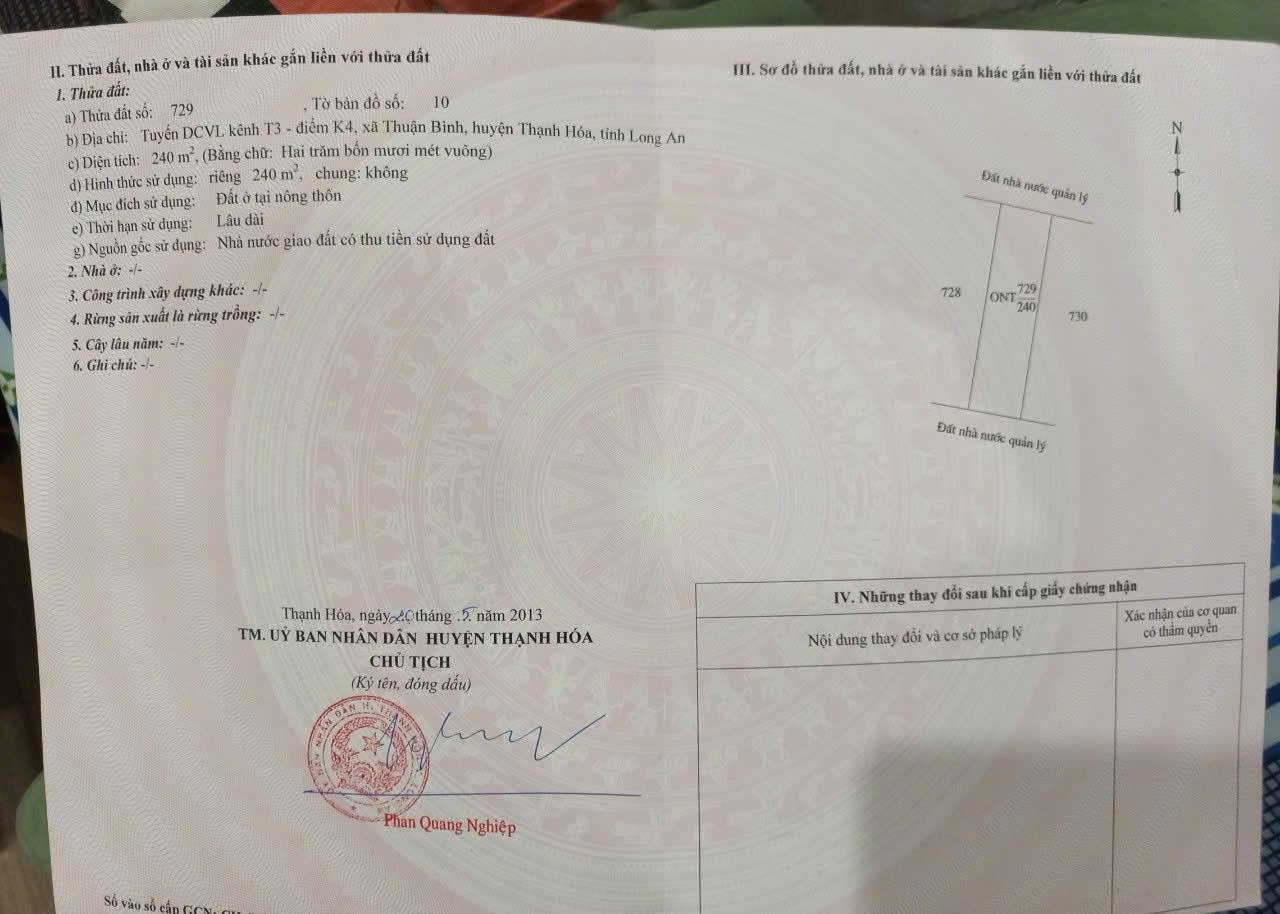 II. Thửa đất, nhà ở và tài sản khác gắn liền với thửa đất
1. Thửa đất:
a) Thửa đất số: 729 , Tờ bản đồ số: 10
b) Địa chỉ: Tuyến DCVL kênh T3 - điểm K4, xã Thuận Bình, huyện Thạnh Hóa, tỉnh Long An
c) Diện tích: 240 m², (Bằng chữ: Hai trăm bốn mươi mét vuông)
d) Hình thức sử dụng: riêng 240 m², chung: không
đ) Mục đích sử dụng: Đất ở tại nông thôn
e) Thời hạn sử dụng: Lâu dài
g) Nguồn gốc sử dụng: Nhà nước giao đất có thu tiền sử dụng đất
2. Nhà ở: -/-
3. Công trình xây dựng khác: -/-
4. Rừng sản xuất là rừng trồng: -/-
5. Cây lâu năm: -/-
6. Ghi chú: -/-
Thạnh Hóa, ngày 20 tháng 5 năm 2013
TM. UỶ BAN NHÂN DÂN HUYỆN THẠNH HÓA
CHỦ TỊCH
(Ký tên, đóng dấu)
Phan Quang Nghiệp
Số vào sổ cấp GCN:
III. Sơ đồ thửa đất, nhà ở và tài sản khác gắn liền với thửa đất
N
Đất nhà nước quản lý
728
ONT 729
240
730
Đất nhà nước quản lý
IV. Những thay đổi sau khi cấp giấy chứng nhận
Nội dung thay đổi và cơ sở pháp lý
Xác nhận của cơ quan
có thẩm quyền